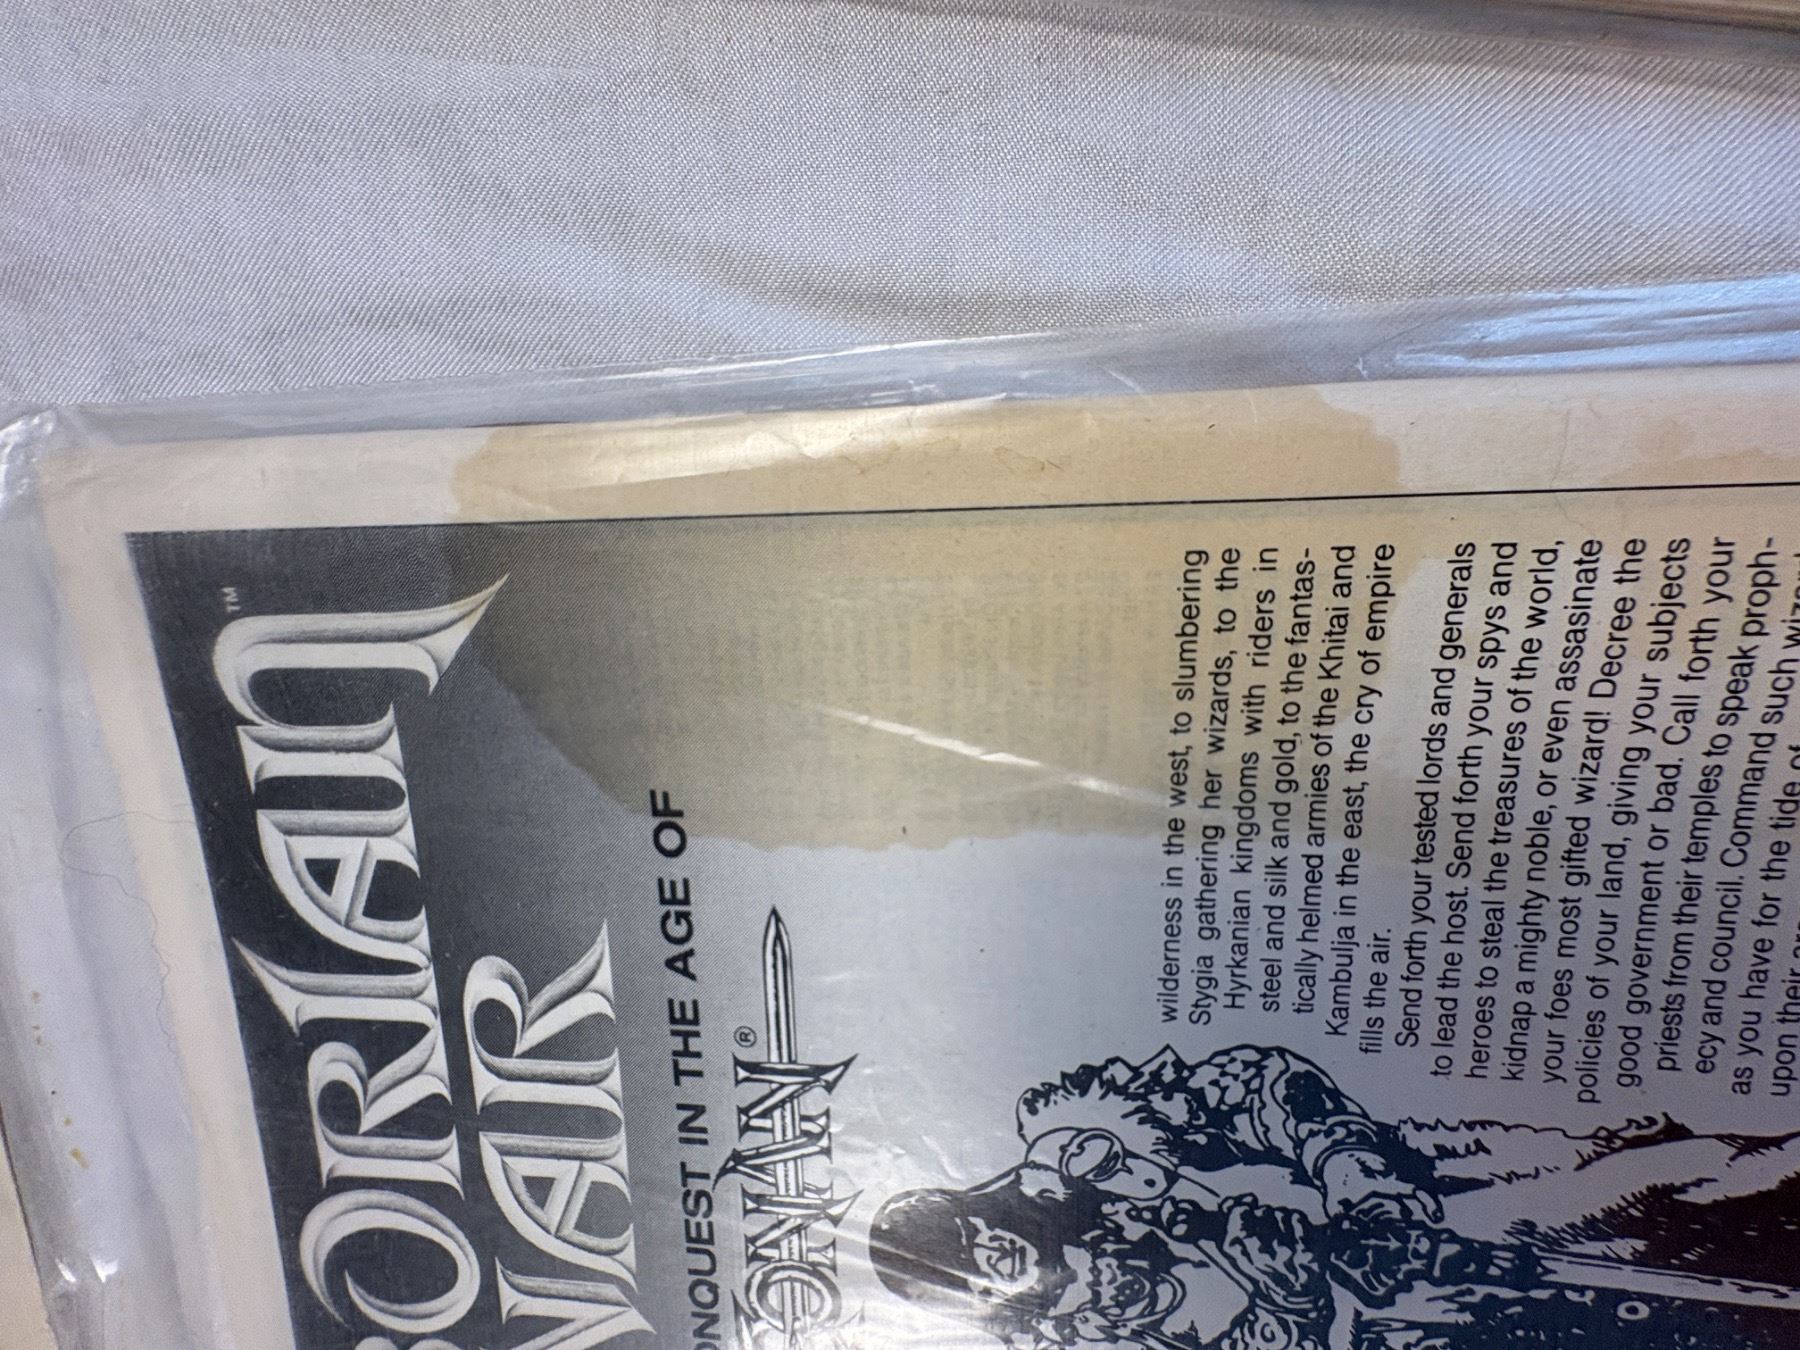 ORIAN™
WAR
ONQUEST IN THE AGE OF
CONAN®
wilderness in the west, to slumbering
Stygia gathering her wizards, to the
Hyrkanian kingdoms with riders in
steel and silk and gold, to the fantas-
tically helmed armies of the Khitai and
Kambulja in the east, the cry of empire
fills the air.
Send forth your tested lords and generals
to lead the host. Send forth your spys and
heroes to steal the treasures of the world,
kidnap a mighty noble, or even assasinate
your foes most gifted wizard! Decree the
policies of your land, giving your subjects
good government or bad. Call forth your
priests from their temples to speak proph-
ecy and council. Command such
as you have for the tide of
upon their